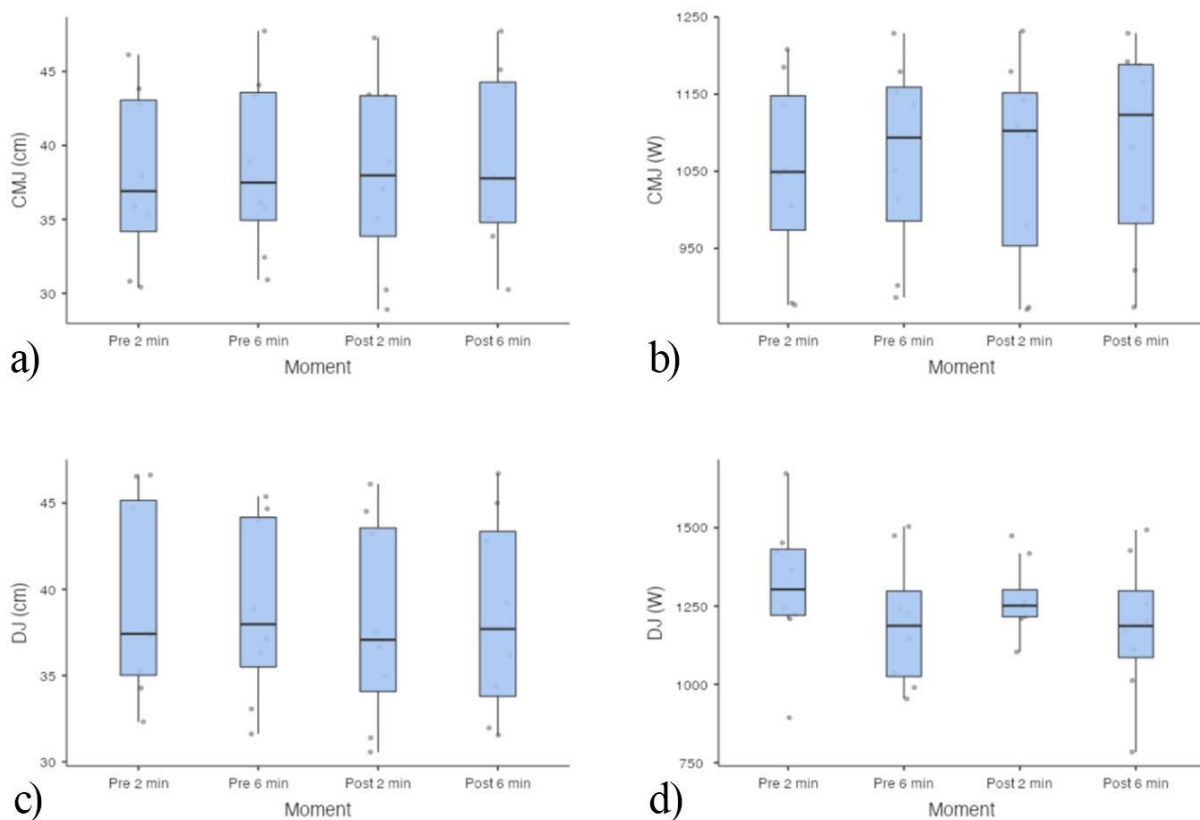 CMJ (cm)
45
40
35
30
Pre 2 min Pre 6 min Post 2 min Post 6 min
Moment
a)
CMJ (W)
1250
1150
1050
950
Pre 2 min Pre 6 min Post 2 min Post 6 min
Moment
b)
DJ (cm)
45
40
35
30
Pre 2 min Pre 6 min Post 2 min Post 6 min
Moment
c)
DJ (W)
1500
1250
1000
750
Pre 2 min Pre 6 min Post 2 min Post 6 min
Moment
d)